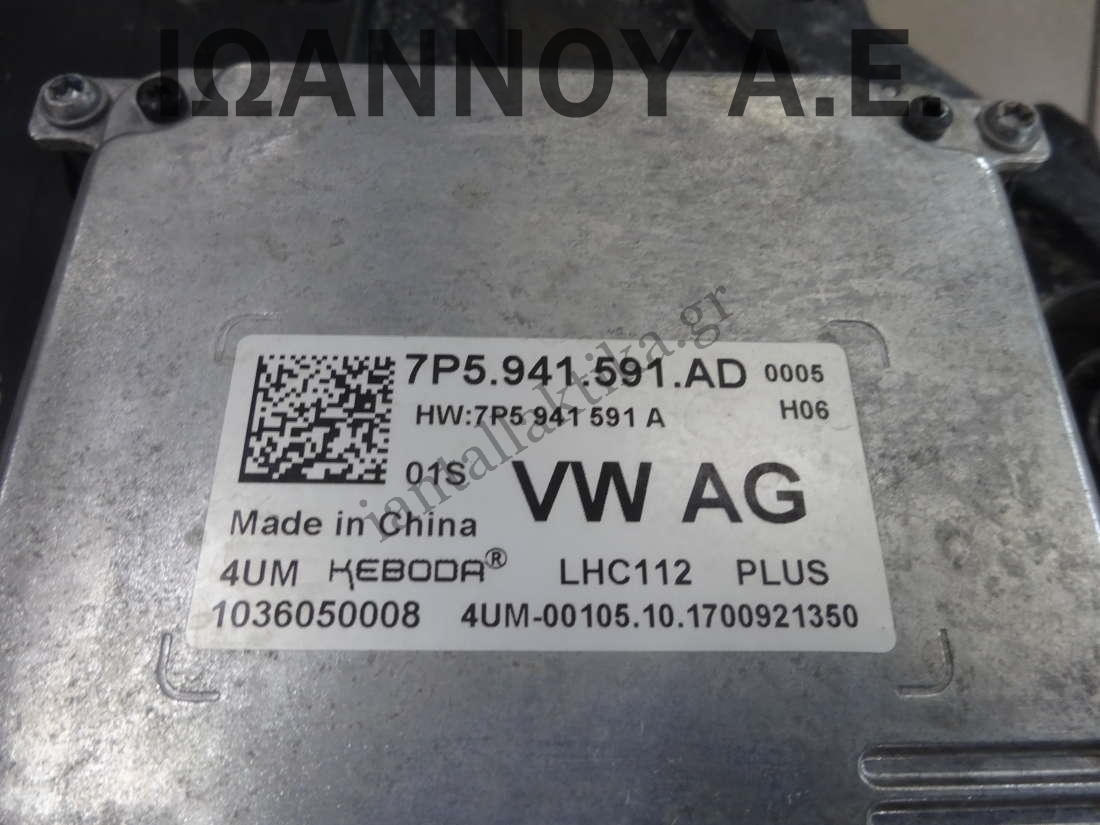 ΙΩΑΝΝΟΥ Α.Ε.
7P5.941.591.AD 0005
HW:7P5 941 591 A H06
01S VW AG
Made in China
4UM KEBODA® LHC112 PLUS
1036050008 4UM-00105.10.1700921350
iantallaktika.gr